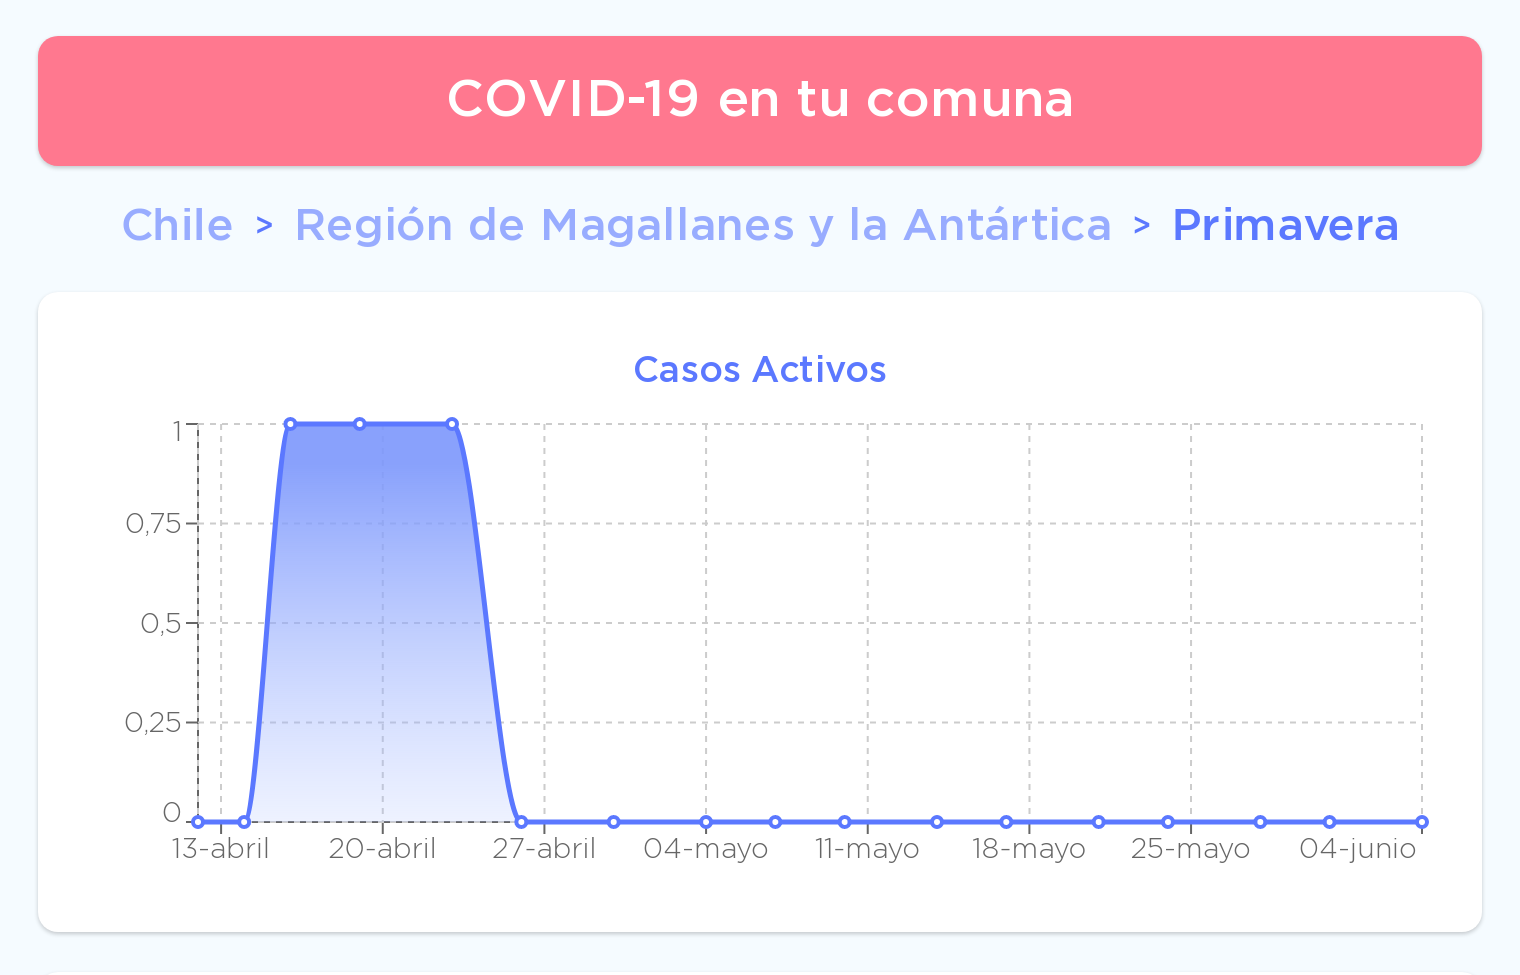 COVID-19 en tu comuna
Chile > Región de Magallanes y la Antártica > Primavera
Casos Activos
1
0,75
0,5
0,25
0
13-abril 20-abril 27-abril 04-mayo 11-mayo 18-mayo 25-mayo 04-junio